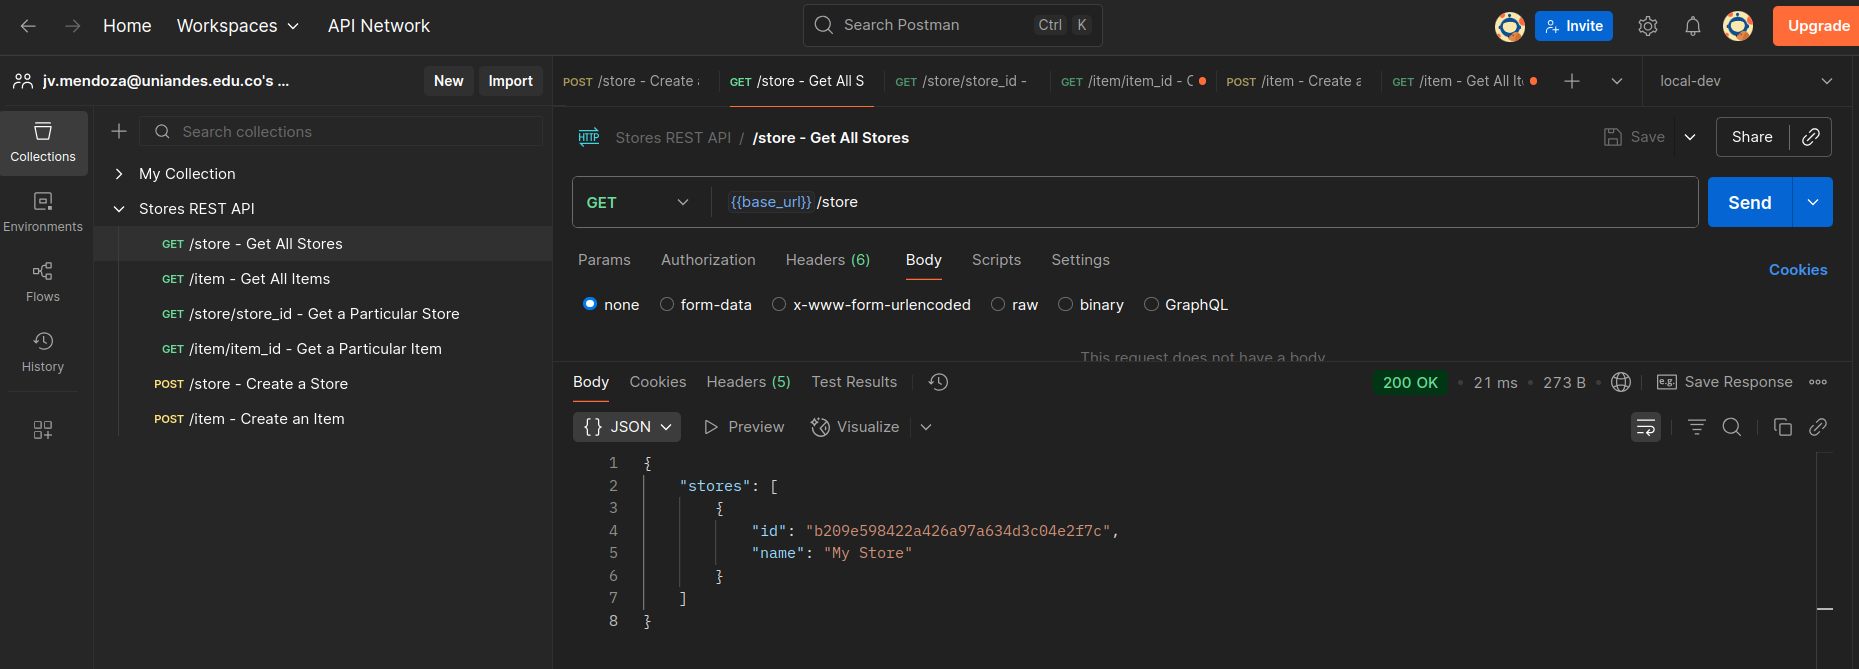 Home Workspaces API Network Search Postman Ctrl K Invite Upgrade
jv.mendoza@uniandes.edu.co's ... New Import
POST /store - Create a GET /store - Get All S GET /store/store_id - GET /item/item_id - G POST /item - Create a GET /item - Get All It local-dev
Search collections
Collections
Environments
Flows
History
My Collection
Stores REST API
GET /store - Get All Stores
GET /item - Get All Items
GET /store/store_id - Get a Particular Store
GET /item/item_id - Get a Particular Item
POST /store - Create a Store
POST /item - Create an Item
HTTP Stores REST API / /store - Get All Stores Save Share
GET {{base_url}}/store Send
Params Authorization Headers (6) Body Scripts Settings Cookies
none form-data x-www-form-urlencoded raw binary GraphQL
This request does not have a body
Body Cookies Headers (5) Test Results 200 OK • 21 ms • 273 B • e.g. Save Response
{} JSON Preview Visualize
1 {
2 "stores": [
3 {
4 "id": "b209e598422a426a97a634d3c04e2f7c",
5 "name": "My Store"
6 }
7 ]
8 }